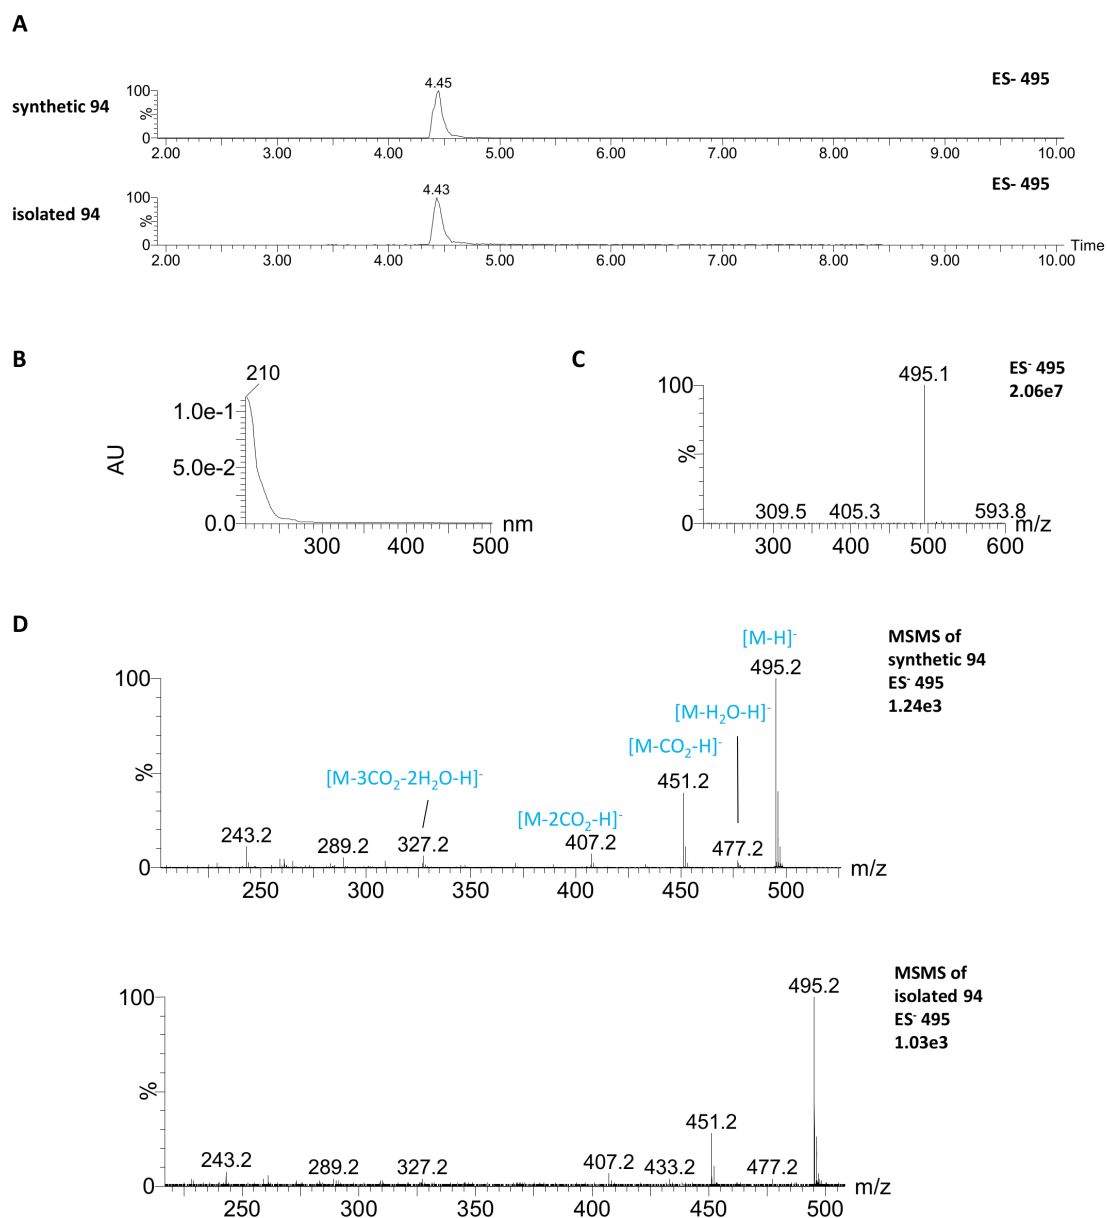 A
synthetic 94
ES- 495
4.45
100
%
0
2.00 3.00 4.00 5.00 6.00 7.00 8.00 9.00 10.00
isolated 94
ES- 495
4.43
100
%
0
Time
2.00 3.00 4.00 5.00 6.00 7.00 8.00 9.00 10.00
B
210
1.0e-1
AU
5.0e-2
0.0
nm
300 400 500
C
ES- 495
2.06e7
495.1
100
%
309.5 405.3 593.8
0
m/z
300 400 500 600
D
MSMS of
synthetic 94
ES- 495
1.24e3
[M-H]-
495.2
100
[M-H2O-H]-
[M-CO2-H]-
451.2
[M-3CO2-2H2O-H]-
[M-2CO2-H]-
%
243.2 289.2 327.2 407.2 477.2
0
m/z
250 300 350 400 450 500
MSMS of
isolated 94
ES- 495
1.03e3
495.2
100
%
451.2
243.2 289.2 327.2 407.2 433.2 477.2
0
m/z
250 300 350 400 450 500